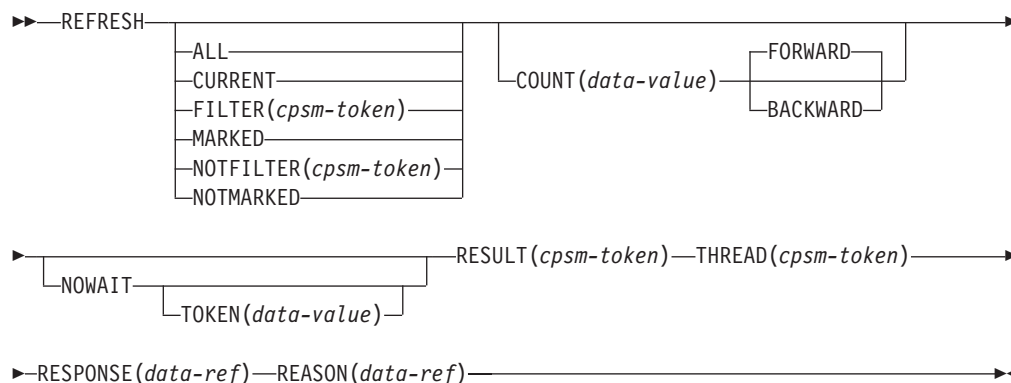 REFRESH
ALL
CURRENT
FILTER(cpsm-token)
MARKED
NOTFILTER(cpsm-token)
NOTMARKED
COUNT(data-value)
FORWARD
BACKWARD
NOWAIT
TOKEN(data-value)
RESULT(cpsm-token) THREAD(cpsm-token)
RESPONSE(data-ref) REASON(data-ref)